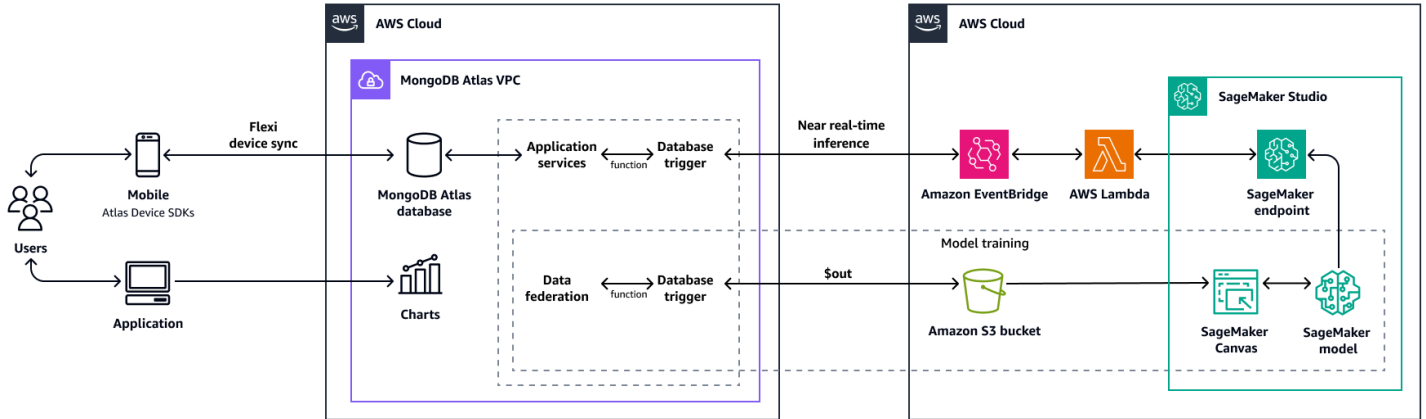 aws
AWS Cloud
aws
AWS Cloud
MongoDB Atlas VPC
SageMaker Studio
Flexi
device sync
Application
services
function
Database
trigger
Near real-time
inference
Mobile
Atlas Device SDKs
MongoDB Atlas
database
Amazon EventBridge
AWS Lambda
SageMaker
endpoint
Users
Model training
Data
federation
function
Database
trigger
$out
Application
Charts
Amazon S3 bucket
SageMaker
Canvas
SageMaker
model